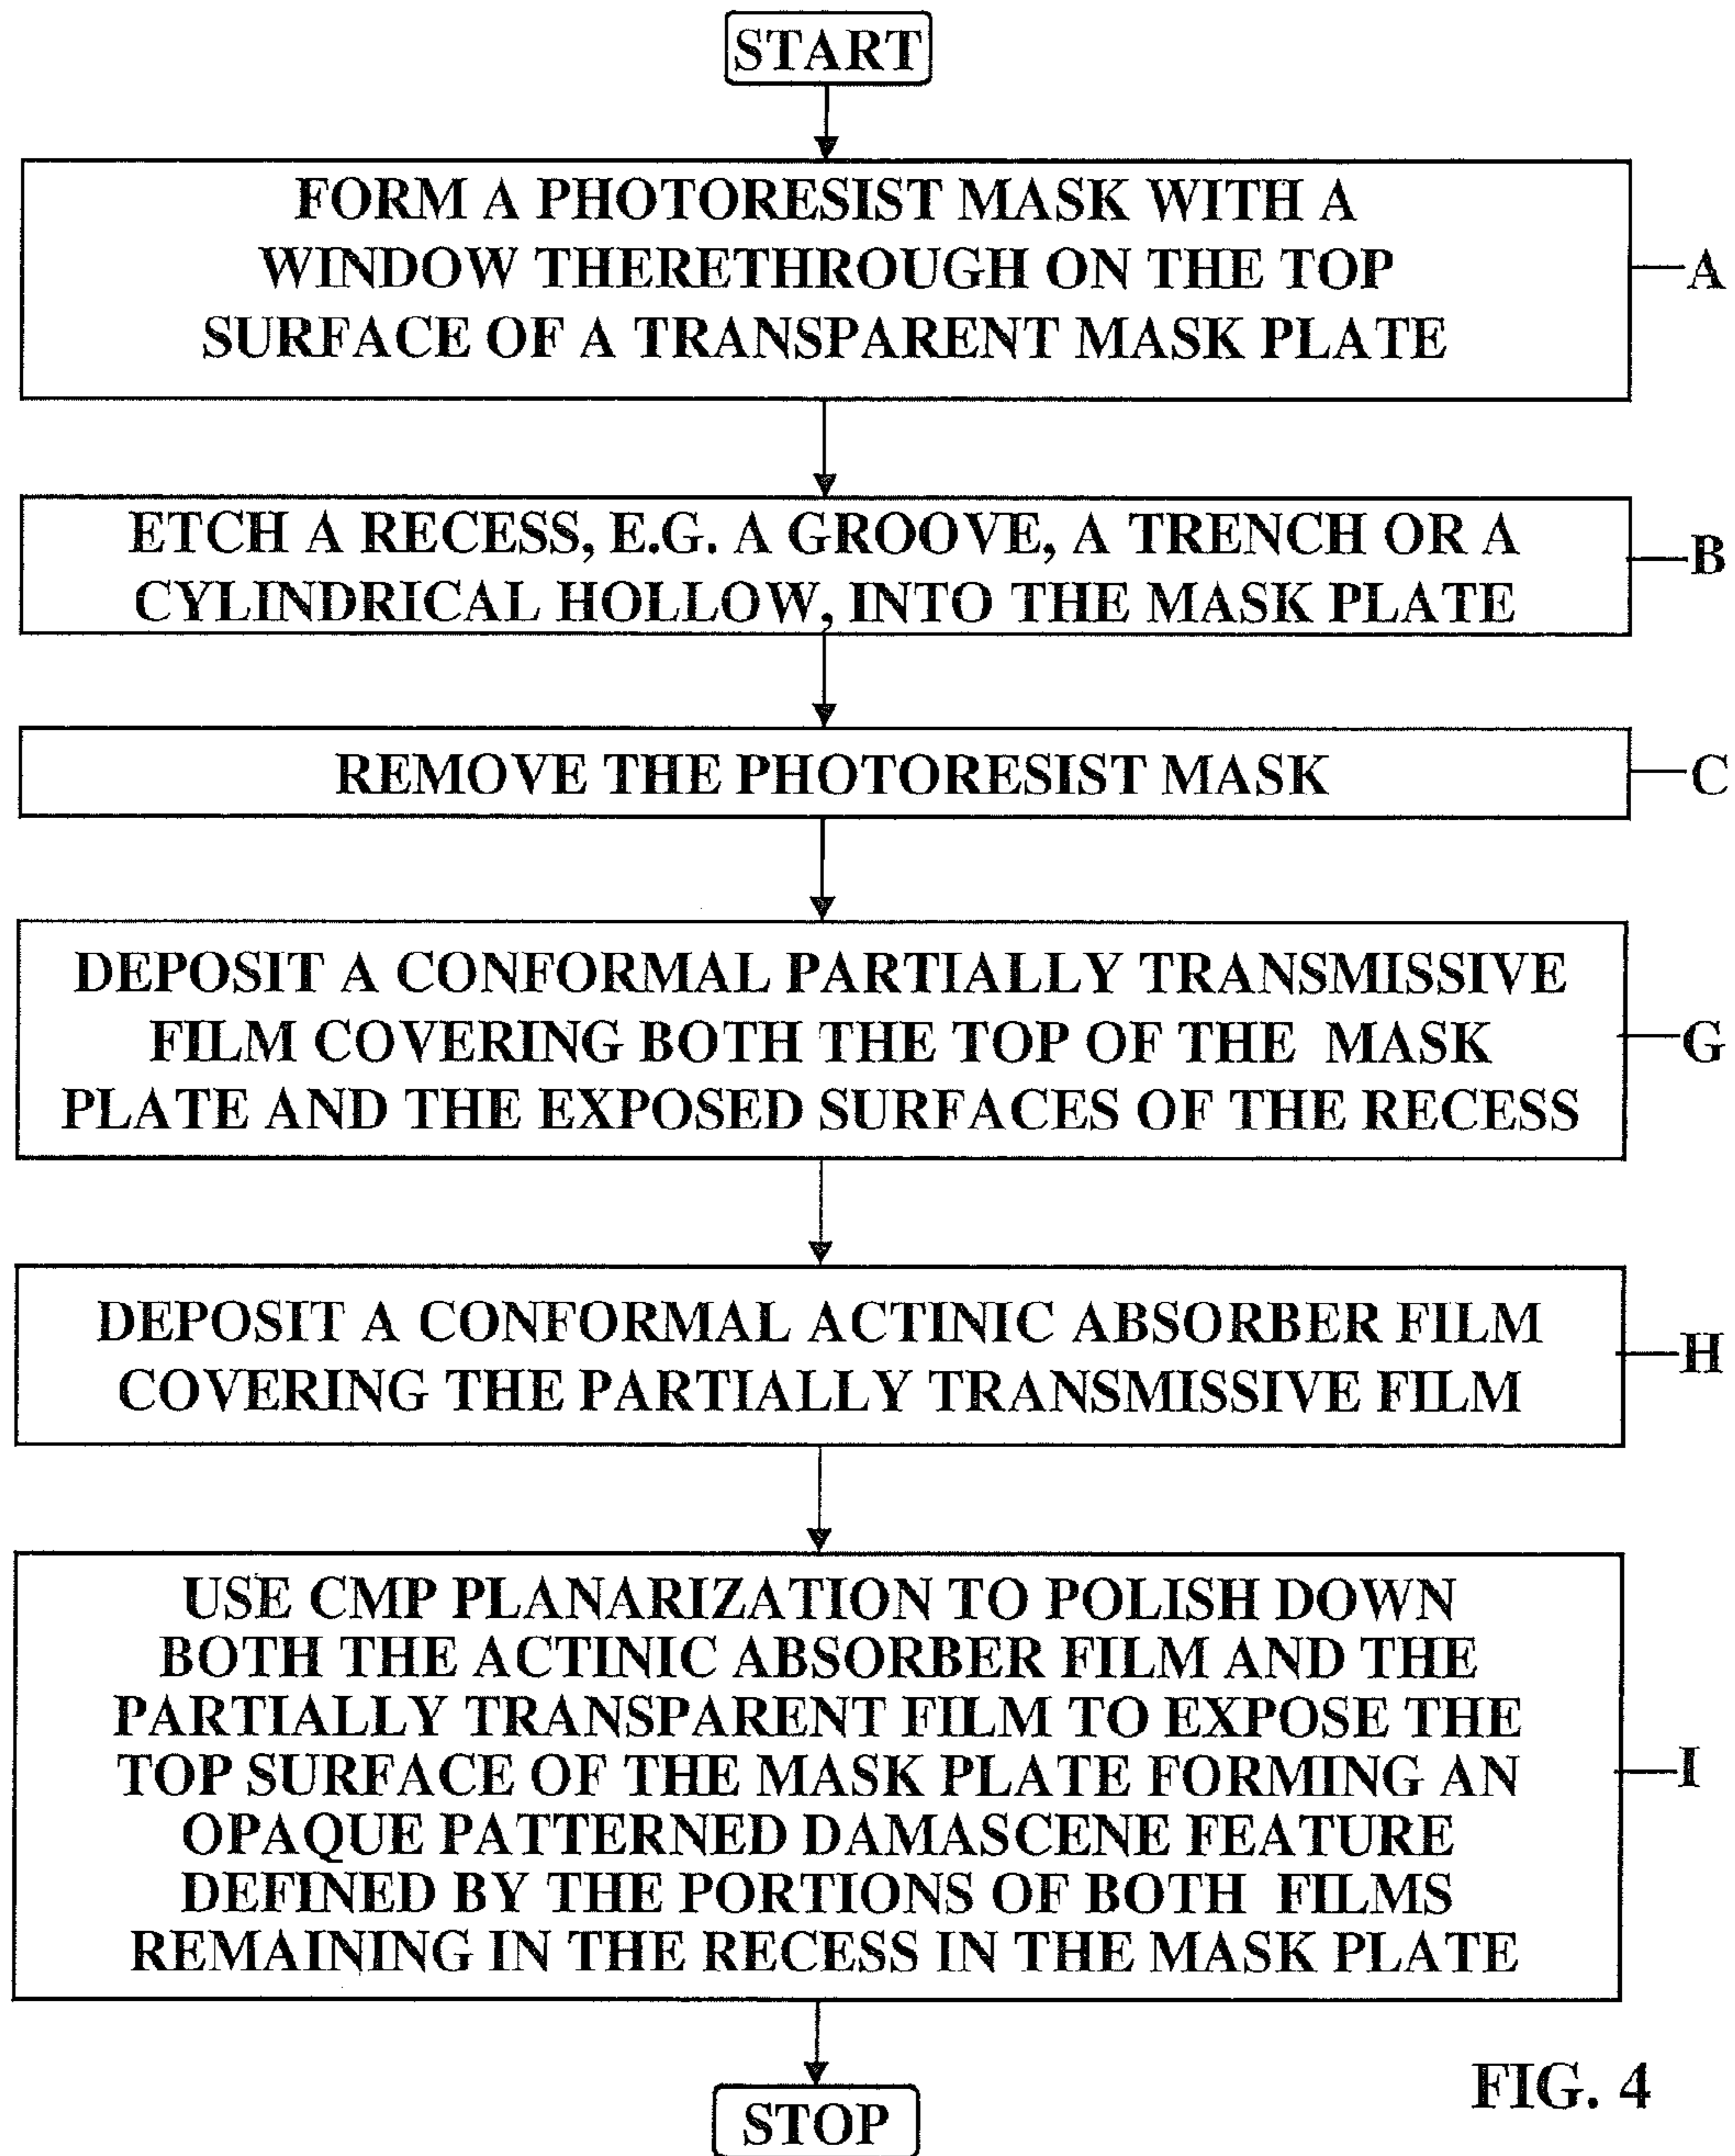 START
FORM A PHOTORESIST MASK WITH A
WINDOW THERETHROUGH ON THE TOP
SURFACE OF A TRANSPARENT MASK PLATE
A
ETCH A RECESS, E.G. A GROOVE, A TRENCH OR A
CYLINDRICAL HOLLOW, INTO THE MASK PLATE
B
REMOVE THE PHOTORESIST MASK
C
DEPOSIT A CONFORMAL PARTIALLY TRANSMISSIVE
FILM COVERING BOTH THE TOP OF THE MASK
PLATE AND THE EXPOSED SURFACES OF THE RECESS
G
DEPOSIT A CONFORMAL ACTINIC ABSORBER FILM
COVERING THE PARTIALLY TRANSMISSIVE FILM
H
USE CMP PLANARIZATION TO POLISH DOWN
BOTH THE ACTINIC ABSORBER FILM AND THE
PARTIALLY TRANSPARENT FILM TO EXPOSE THE
TOP SURFACE OF THE MASK PLATE FORMING AN
OPAQUE PATTERNED DAMASCENE FEATURE
DEFINED BY THE PORTIONS OF BOTH FILMS
REMAINING IN THE RECESS IN THE MASK PLATE
I
STOP
FIG. 4